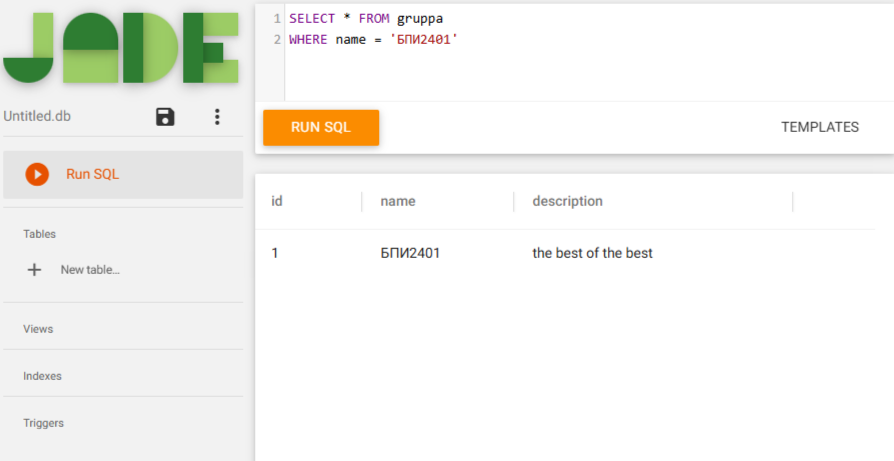 JADE
Untitled.db
Run SQL
Tables
New table...
Views
Indexes
Triggers
1 SELECT * FROM gruppa
2 WHERE name = 'БПИ2401'
RUN SQL
TEMPLATES
id name description
1 БПИ2401 the best of the best